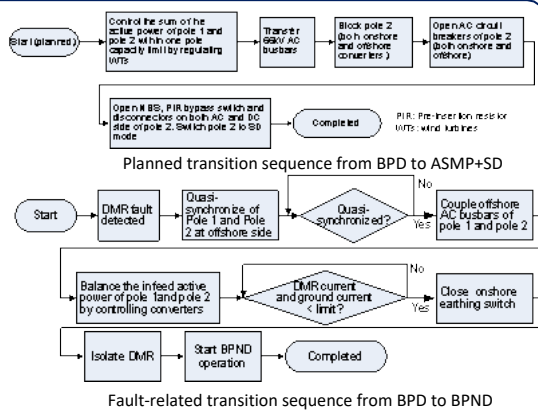 Start (planned)
Control the sum of the
active power of pole 1 and
pole 2 within one pole
capacity limit by regulating
WTs
Transfer
66kV AC
busbars
Block pole 2
(both onshore
and offshore
converters)
Open AC circuit
breakers of pole 2
(both onshore and
offshore)
Open NBS, PIR bypass switch and
disconnectors on both AC and DC
side of pole 2. Switch pole 2 to SD
mode
Completed
PIR: Pre-insertion resistor
WTs: wind turbines
Planned transition sequence from BPD to ASMP+SD
Start
DMR fault
detected
Quasi-
synchronize of
Pole 1 and Pole
2 at offshore side
Quasi-
synchronized?
No
Yes
Couple offshore
AC busbars of
pole 1 and pole 2
Balance the infeed active
power of pole 1and pole 2
by controlling converters
DMR current
and ground current
< limit?
No
Yes
Close onshore
earthing switch
Isolate DMR
Start BPND
operation
Completed
Fault-related transition sequence from BPD to BPND